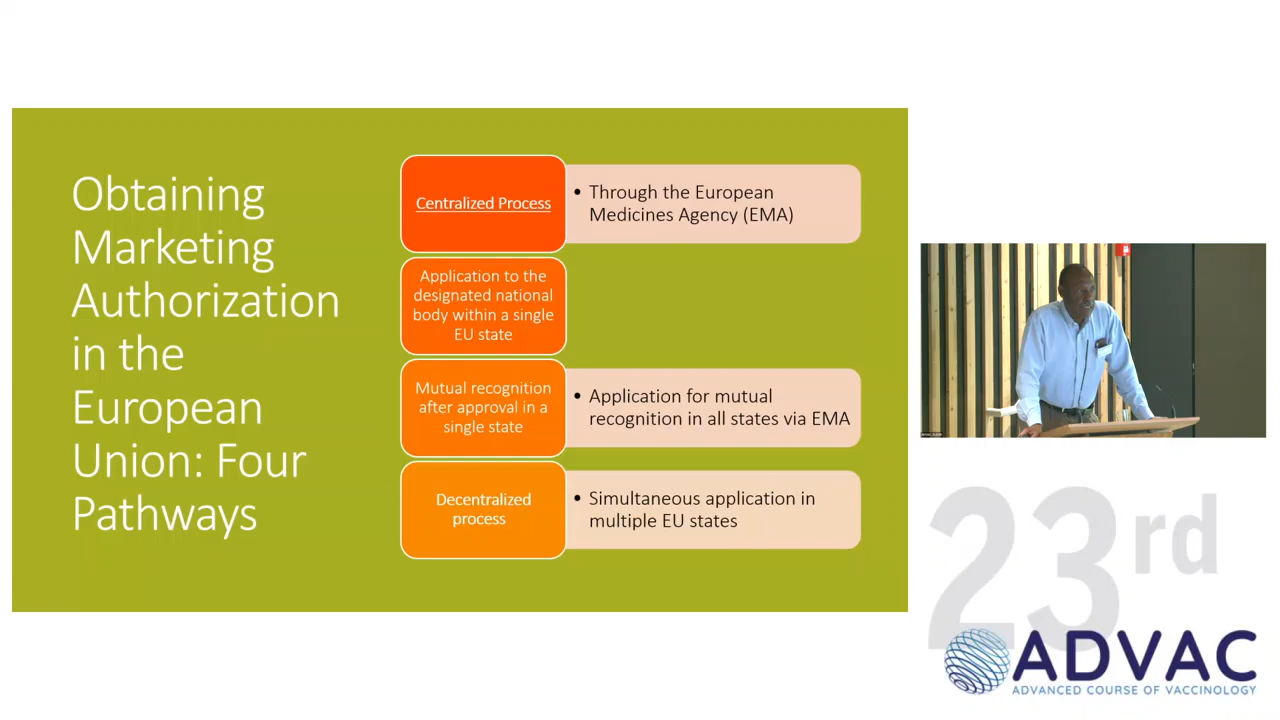 Obtaining
Marketing
Authorization
in the
European
Union: Four
Pathways
Centralized Process
• Through the European
Medicines Agency (EMA)
Application to the
designated national
body within a single
EU state
Mutual recognition
after approval in a
single state
• Application for mutual
recognition in all states via EMA
Decentralized
process
• Simultaneous application in
multiple EU states
23rd
ADVAC
ADVANCED COURSE OF VACCINOLOGY